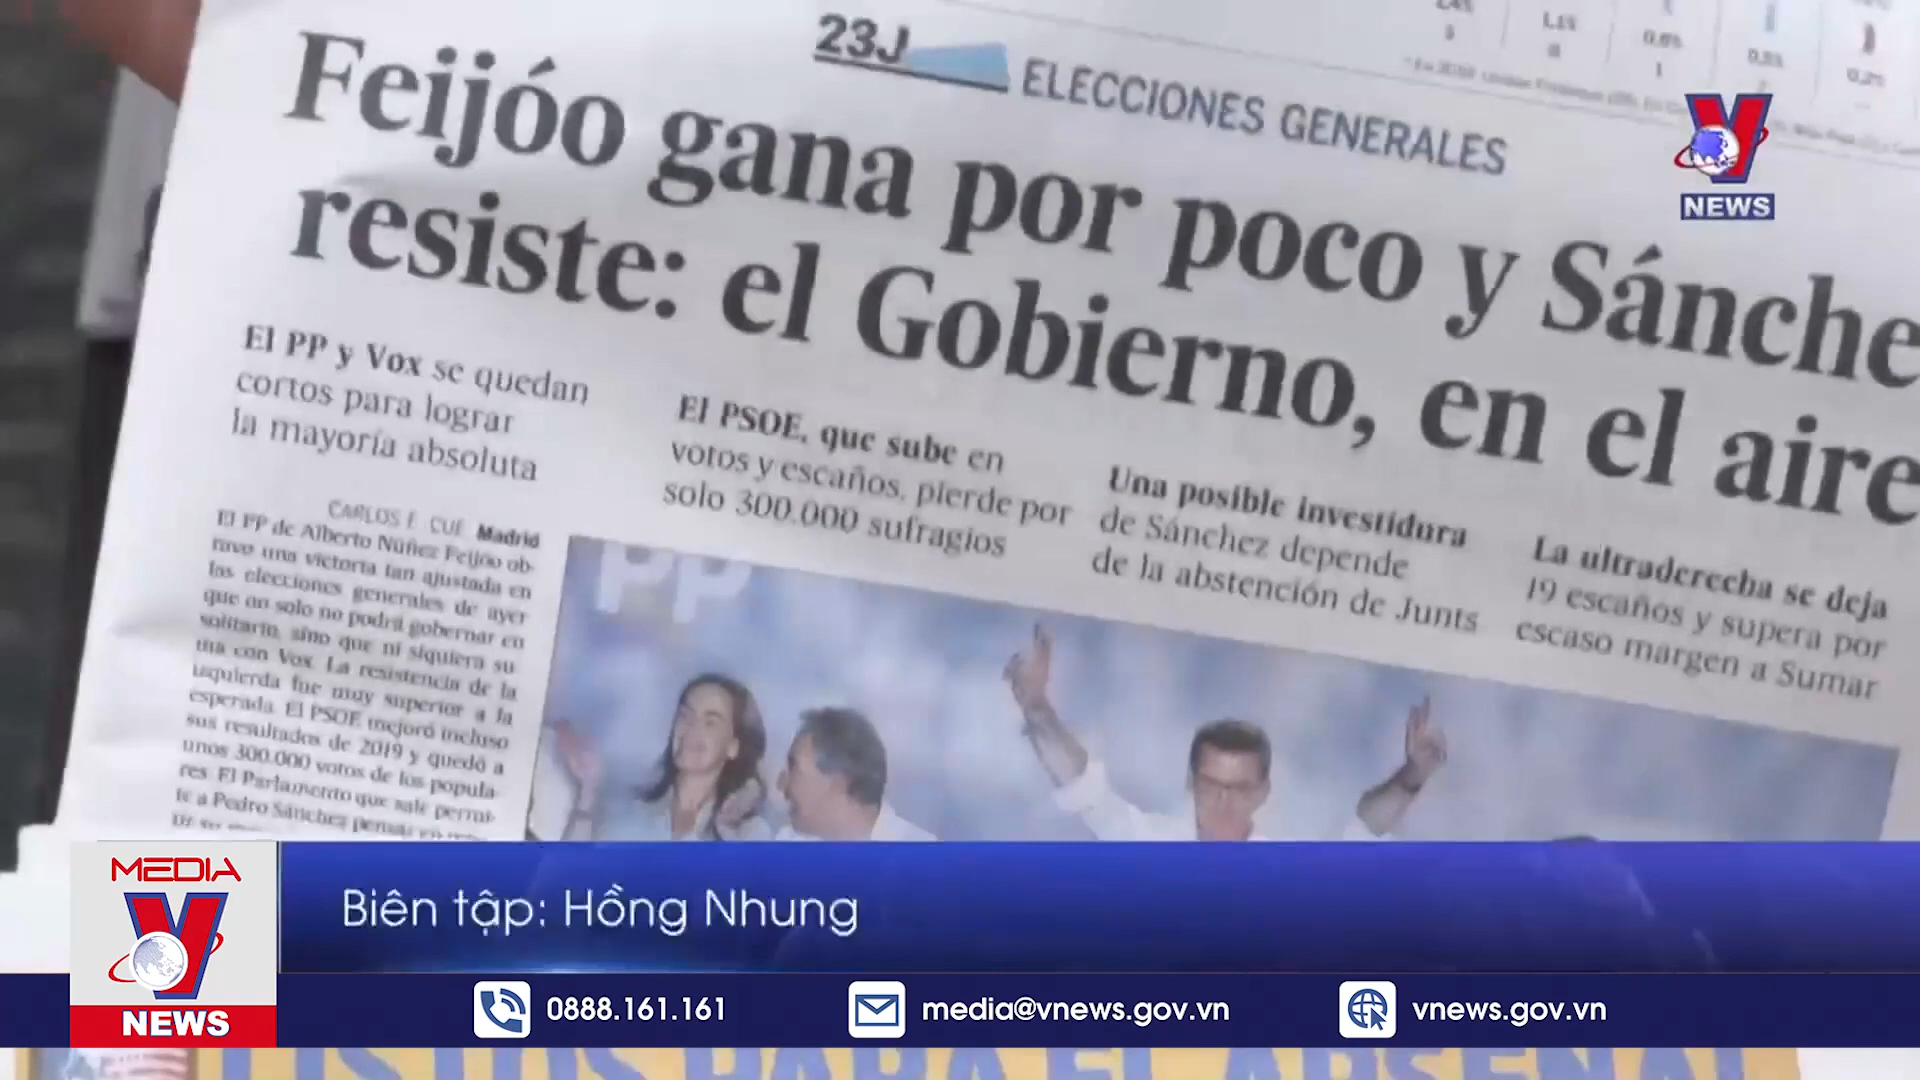 23J
ELECCIONES GENERALES
Feijóo gana por poco y Sánche
resiste: el Gobierno, en el aire
El PP y Vox se quedan
cortos para lograr
la mayoría absoluta
El PSOE, que sube en
votos y escaños, pierde por
solo 300.000 sufragios
Una posible investidura
de Sánchez depende
de la abstención de Junts
La ultraderecha se deja
19 escaños y supera por
escaso margen a Sumar
CARLOS E. CUÉ Madrid
El PP de Alberto Núñez Feijóo ob-
tuvo una victoria tan ajustada en
las elecciones generales de ayer
que no solo no podrá gobernar en
solitario, sino que ni siquiera su
ma con Vox. La resistencia de la
izquierda fue muy superior a la
esperada. El PSOE mejoró incluso
sus resultados de 2019 y quedó a
unos 300.000 votos de los popula-
res. El Parlamento que sale permi-
te a Pedro Sánchez pensar en
PP
NEWS
MEDIA
NEWS
Biên tập: Hồng Nhung
0888.161.161
media@vnews.gov.vn
vnews.gov.vn